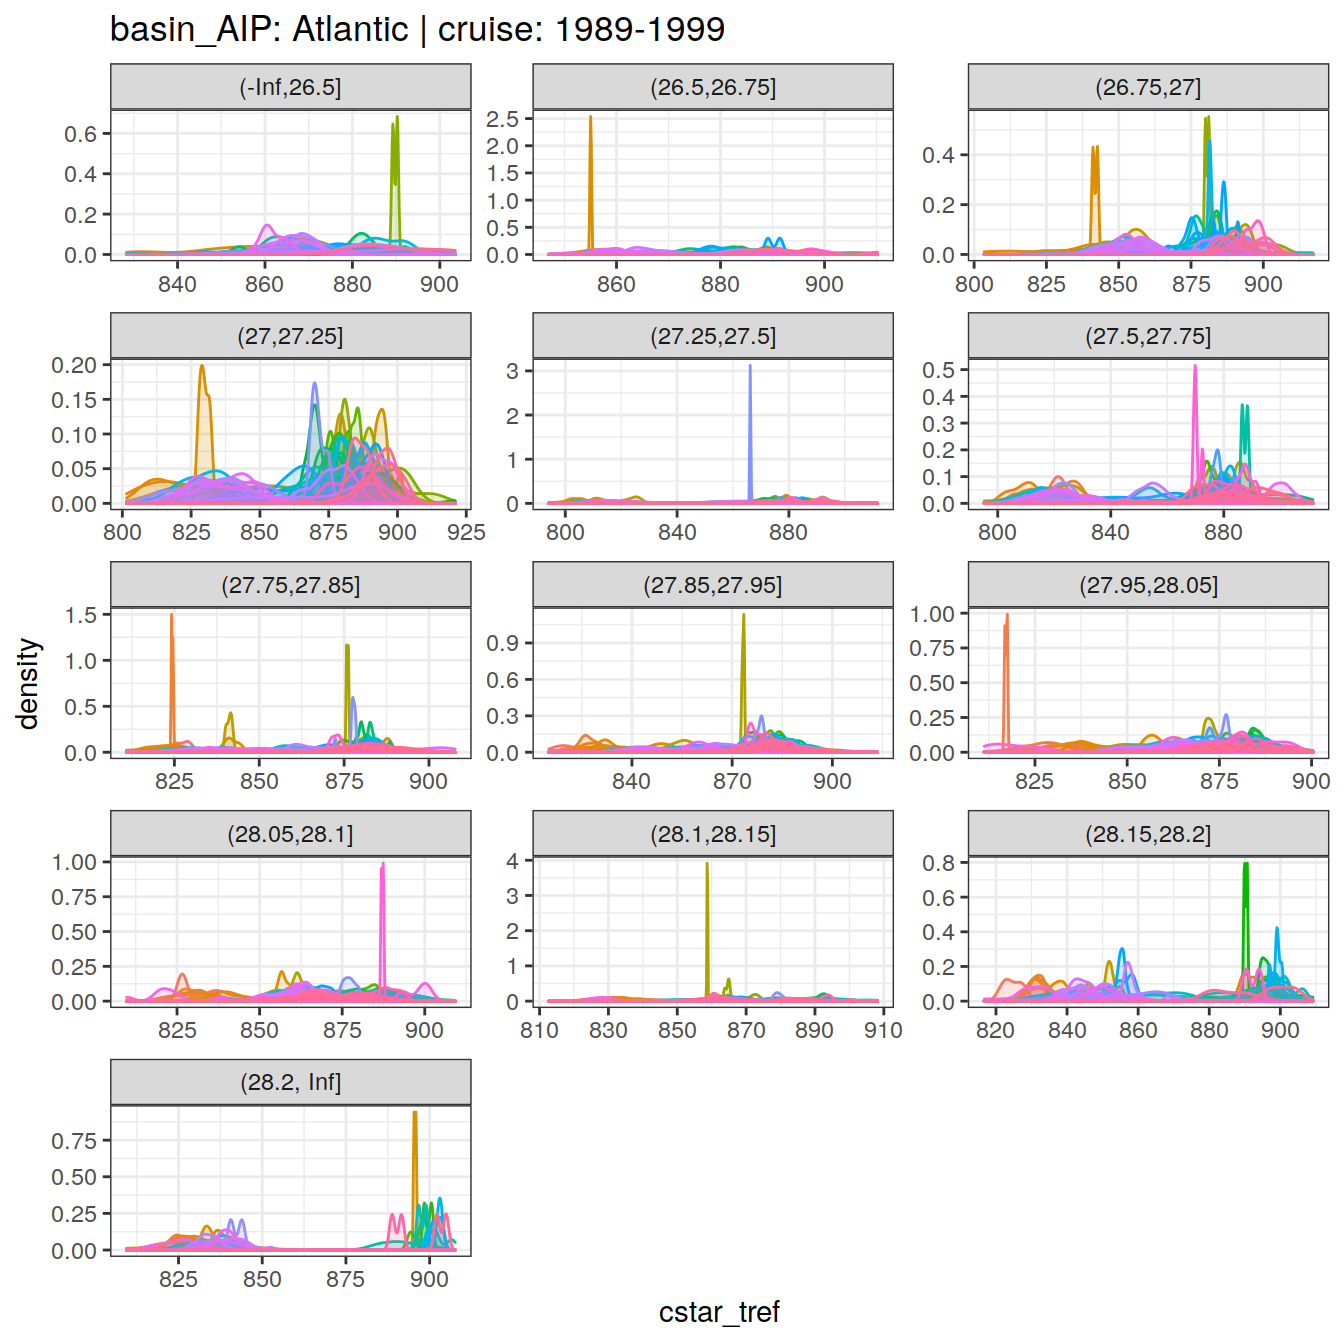 basin_AIP: Atlantic | cruise: 1989-1999
(-Inf,26.5] (26.5,26.75] (26.75,27]
0.6 0.4 0.2 0.0
2.5 2.0 1.5 1.0 0.5 0.0
0.4 0.2 0.0
840 860 880 900 860 880 900 800 825 850 875 900
(27,27.25] (27.25,27.5] (27.5,27.75]
0.20 0.15 0.10 0.05 0.00
3 2 1 0
0.5 0.4 0.3 0.2 0.1 0.0
800 825 850 875 900 925 800 840 880 800 840 880
(27.75,27.85] (27.85,27.95] (27.95,28.05]
1.5 1.0 0.5 0.0
0.9 0.6 0.3 0.0
1.00 0.75 0.50 0.25 0.00
825 850 875 900 840 870 900 825 850 875 900
density
(28.05,28.1] (28.1,28.15] (28.15,28.2]
1.00 0.75 0.50 0.25 0.00
4 3 2 1 0
0.8 0.6 0.4 0.2 0.0
825 850 875 900 810 830 850 870 890 910 820 840 860 880 900
(28.2, Inf]
0.75 0.50 0.25 0.00
825 850 875 900
cstar_tref